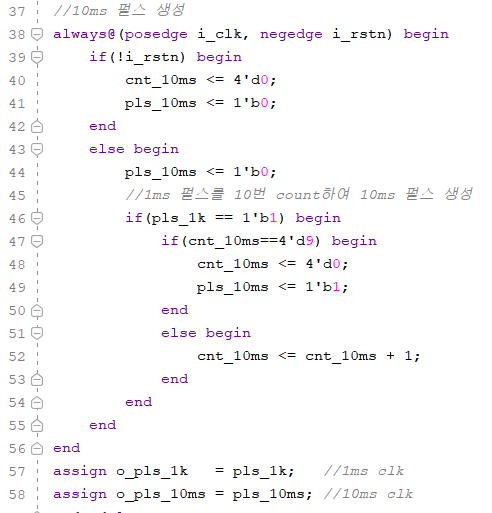 37 //10ms 펄스 생성
38 always@(posedge i_clk, negedge i_rstn) begin
39 if(!i_rstn) begin
40 cnt_10ms <= 4'd0;
41 pls_10ms <= 1'b0;
42 end
43 else begin
44 pls_10ms <= 1'b0;
45 //1ms 펄스를 10번 count하여 10ms 펄스 생성
46 if(pls_1k == 1'b1) begin
47 if(cnt_10ms==4'd9) begin
48 cnt_10ms <= 4'd0;
49 pls_10ms <= 1'b1;
50 end
51 else begin
52 cnt_10ms <= cnt_10ms + 1;
53 end
54 end
55 end
56 end
57 assign o_pls_1k = pls_1k; //1ms clk
58 assign o_pls_10ms = pls_10ms; //10ms clk